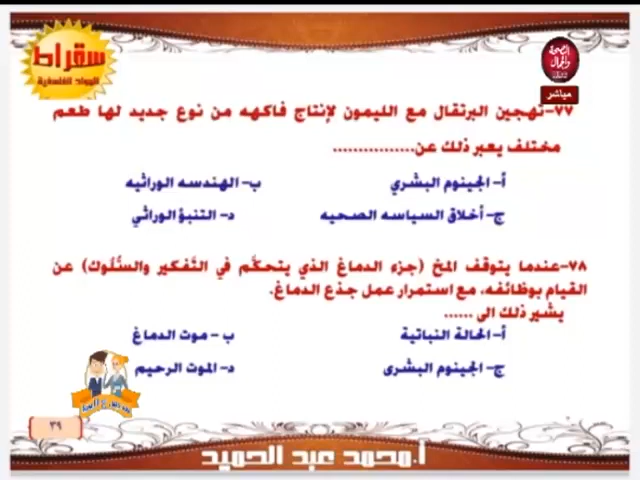 سقراط
المواد الفلسفية
الصحة
والجمال
مباشر
٧٧-تهجين البرتقال مع الليمون لإنتاج فاكهه من نوع جديد لها طعم
مختلف يعبر ذلك عن................
أ- الجينوم البشري
ب- الهندسه الوراثيه
ج- أخلاق السياسه الصحيه
د- التنبؤ الوراثي
٧٨-عندما يتوقف المخ (جزء الدماغ الذي يتحكَّم في التَّفكير والسُّلوك) عن
القيام بوظائفه، مع استمرار عمل جذع الدماغ.
يشير ذلك الى ......
أ- الحالة النباتية
ب - موت الدماغ
ج- الجينوم البشرى
د- الموت الرحيم
٣٩
أ.محمد عبد الحميد